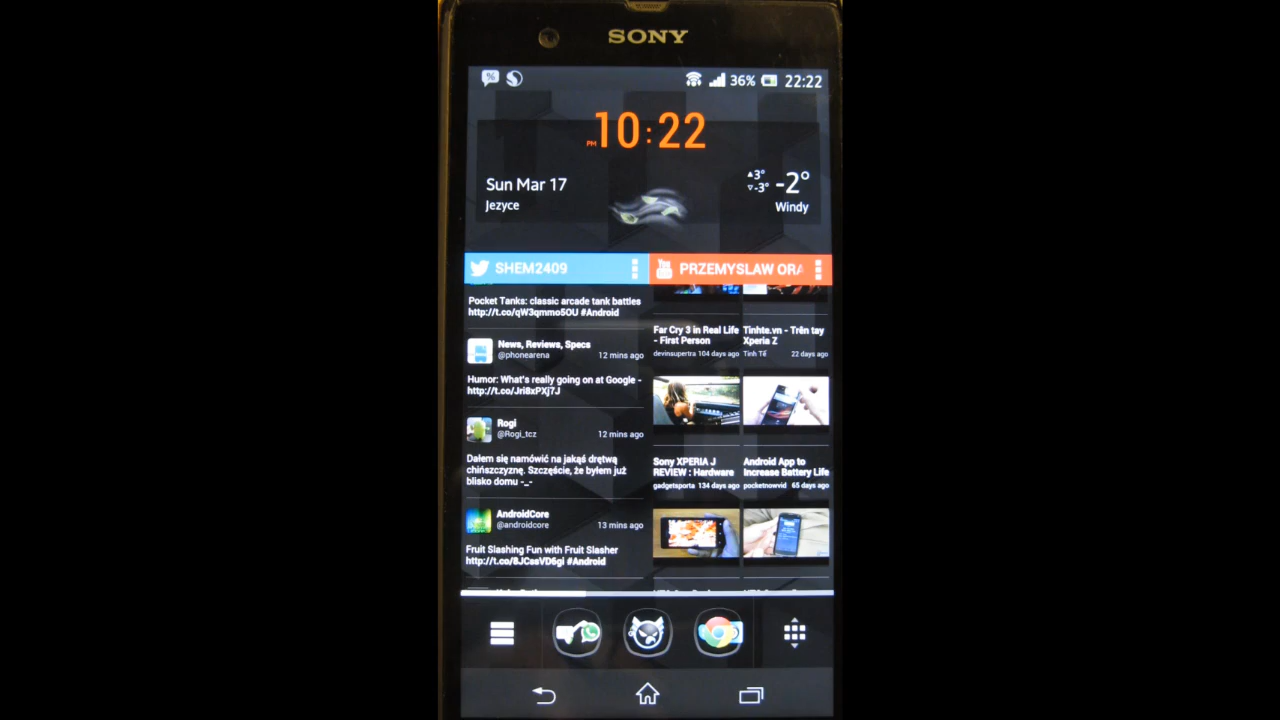 SONY
36% 22:22
PM 10:22
Sun Mar 17
Jezyce
3°
-3°
-2°
Windy
SHEM2409
Pocket Tanks: classic arcade tank battles
http://t.co/qW3qmmo5OU #Android
News, Reviews, Specs
@phonearena 12 mins ago
Humor: What's really going on at Google -
http://t.co/Jri8xPXj7J
Rogi
@Rogi_tcz 12 mins ago
Dałem się namówić na jakąś drętwą
chińszczyznę. Szczęście, że byłem już
blisko domu -_-
AndroidCore
@androidcore 13 mins ago
Fruit Slashing Fun with Fruit Slasher
http://t.co/8JCssVD6gi #Android
You
PRZEMYSLAW ORA
Far Cry 3 in Real Life
- First Person
devinsupertra 104 days ago
Tinhte.vn - Trên tay
Xperia Z
Tinh Tế 22 days ago
Sony XPERIA J
REVIEW : Hardware
gadgetsporta 134 days ago
Android App to
Increase Battery Life
pocketnowvid 65 days ago